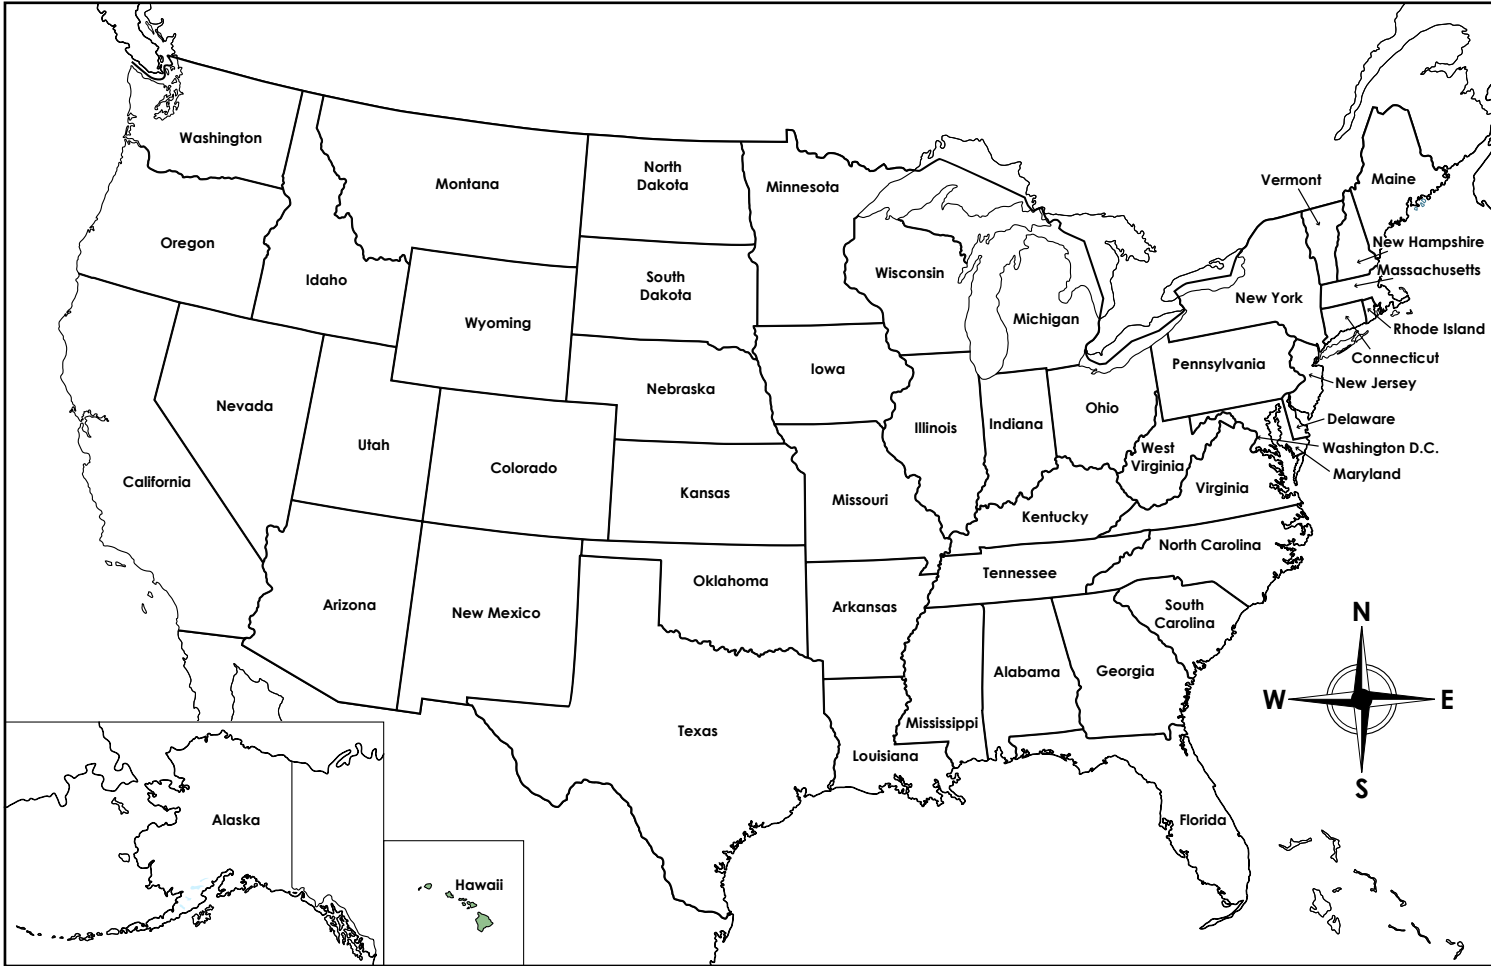 Washington
Montana
North
Dakota
Minnesota
Vermont
Maine
Oregon
Idaho
Wyoming
South
Dakota
Wisconsin
Michigan
New York
New Hampshire
Massachusetts
Rhode Island
Connecticut
Nevada
Utah
Colorado
Nebraska
Iowa
Illinois
Indiana
Ohio
Pennsylvania
New Jersey
Delaware
Washington D.C.
Maryland
California
Kansas
Missouri
Kentucky
West
Virginia
Virginia
Arizona
New Mexico
Oklahoma
Arkansas
Tennessee
North Carolina
South
Carolina
Texas
Louisiana
Mississippi
Alabama
Georgia
Florida
N
W
E
S
Alaska
Hawaii